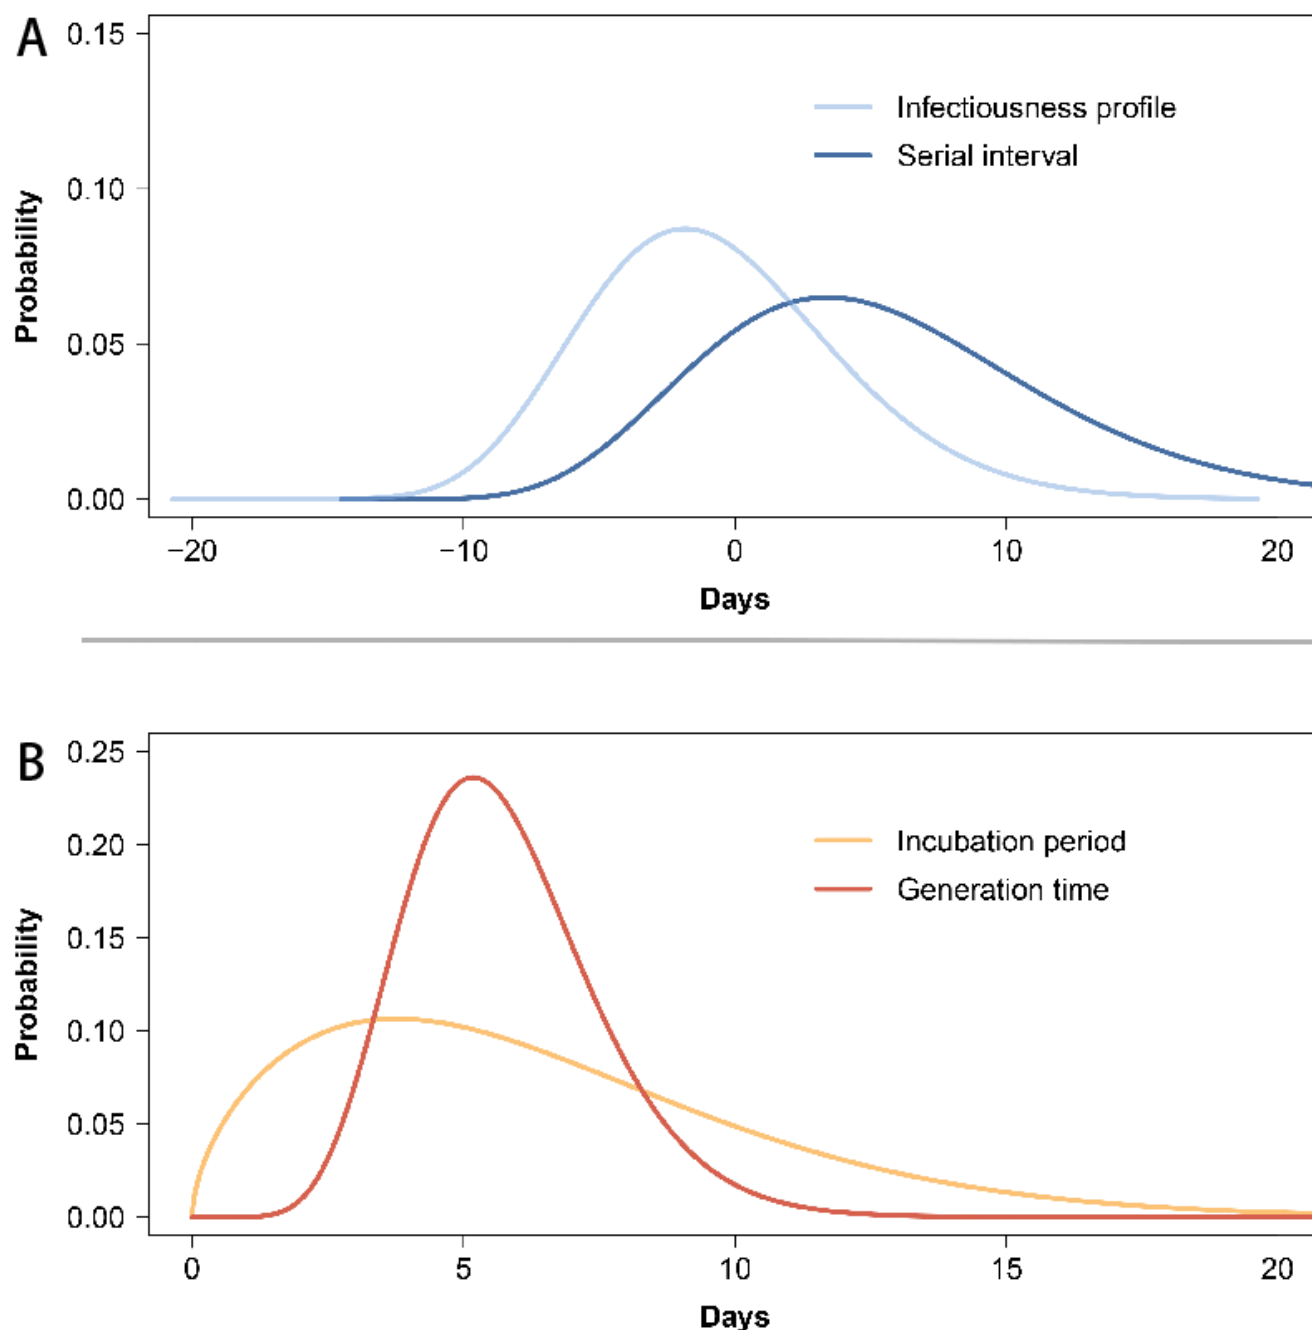 A
0.15
0.10
0.05
0.00
Probability
Infectiousness profile
Serial interval
−20
−10
0
10
20
Days
B
0.25
0.20
0.15
0.10
0.05
0.00
Probability
Incubation period
Generation time
0
5
10
15
20
Days